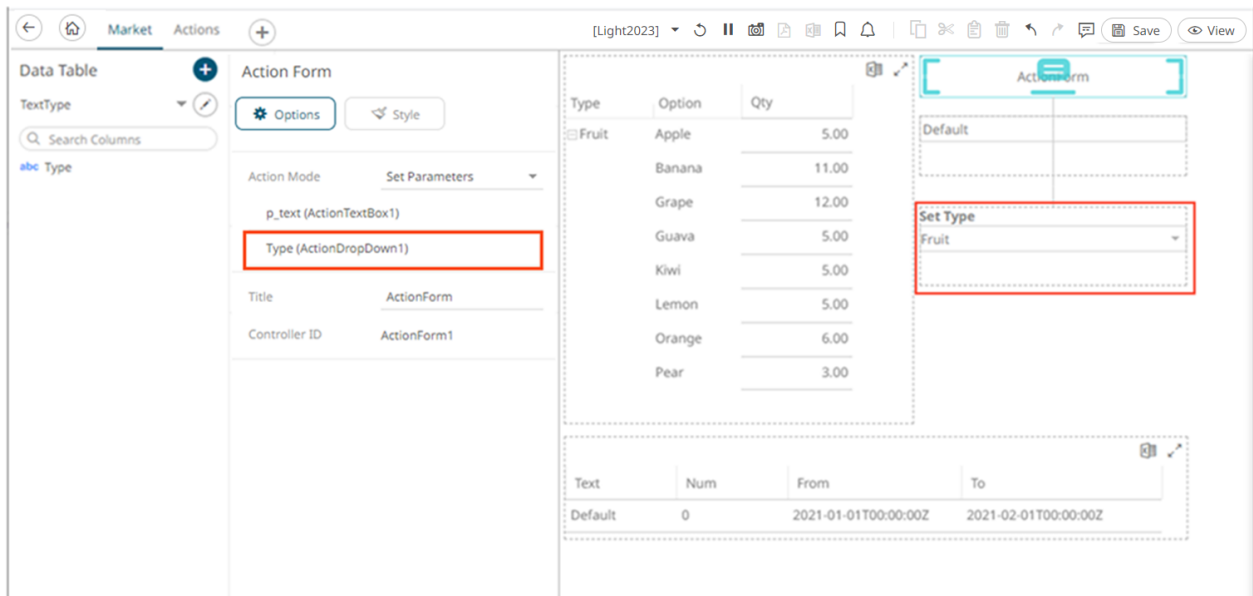 Market Actions [Light2023] Save View
Data Table
TextType
Search Columns
abc Type
Action Form
Options Style
Action Mode Set Parameters
p_text (ActionTextBox1)
Type (ActionDropDown1)
Title ActionForm
Controller ID ActionForm1
Type Option Qty
Fruit Apple 5.00
Banana 11.00
Grape 12.00
Guava 5.00
Kiwi 5.00
Lemon 5.00
Orange 6.00
Pear 3.00
ActionForm
Default
Set Type
Fruit
Text Num From To
Default 0 2021-01-01T00:00:00Z 2021-02-01T00:00:00Z